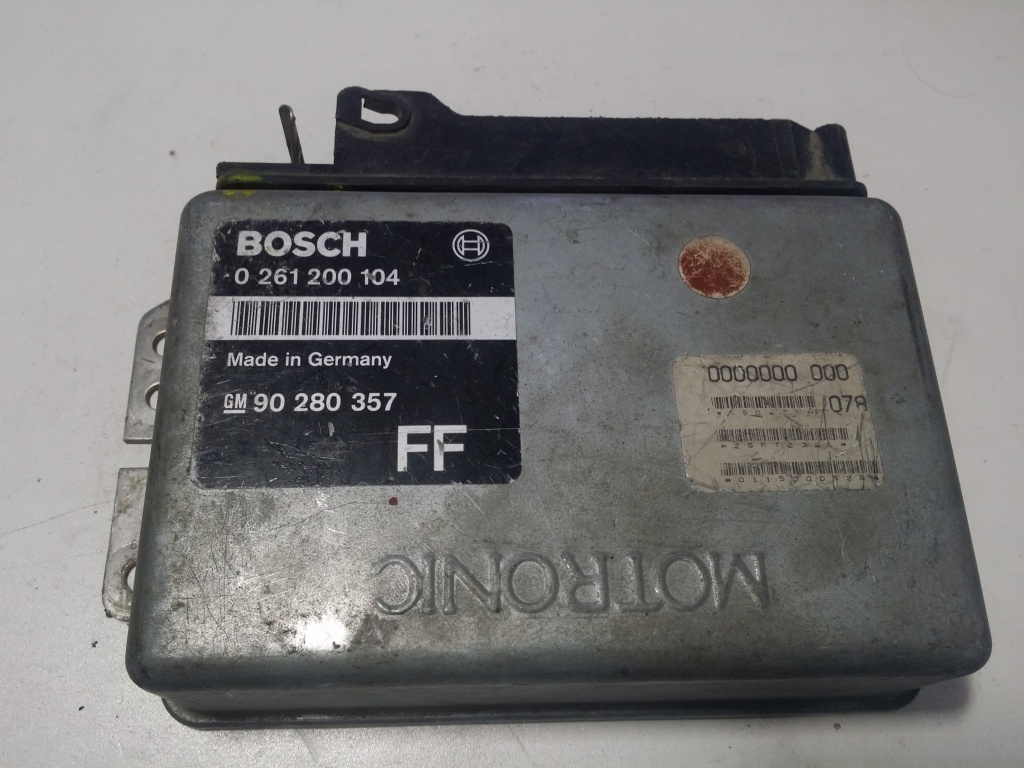 BOSCH
0 261 200 104
Made in Germany
GM 90 280 357
FF
0000000 000
078
MOTRONIC